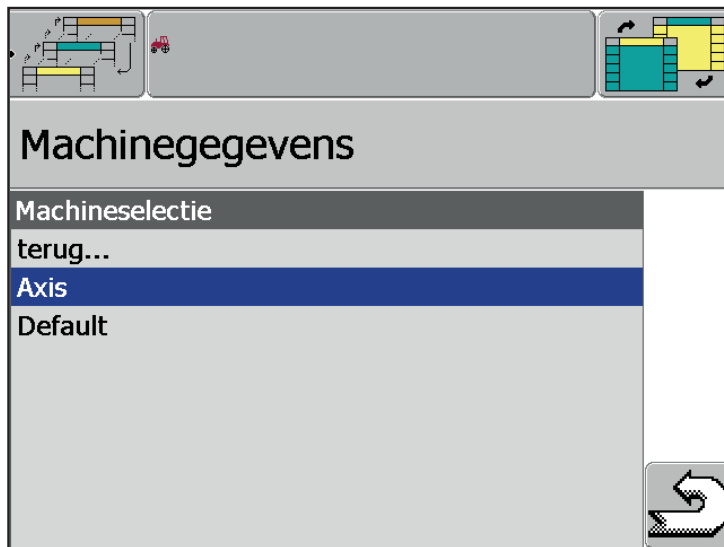 Machinegegevens
Machineselectie
terug...
Axis
Default